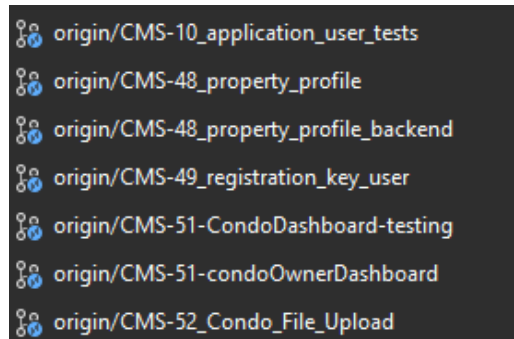 origin/CMS-10_application_user_tests
origin/CMS-48_property_profile
origin/CMS-48_property_profile_backend
origin/CMS-49_registration_key_user
origin/CMS-51-CondoDashboard-testing
origin/CMS-51-condoOwnerDashboard
origin/CMS-52_Condo_File_Upload